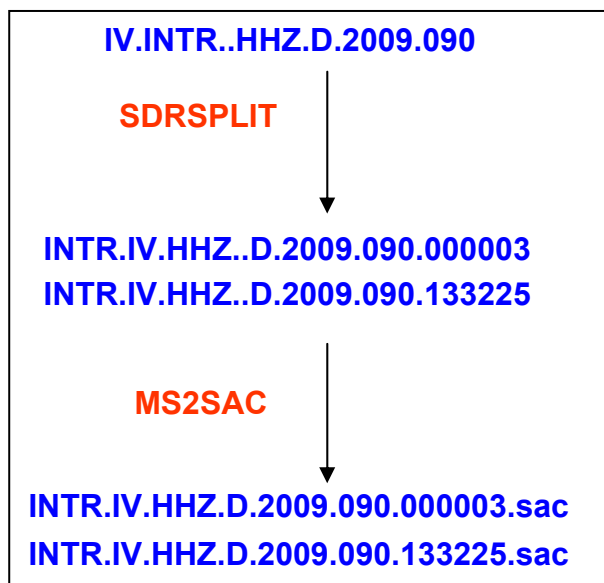 IV.INTR..HHZ.D.2009.090
SDRSPLIT
INTR.IV.HHZ..D.2009.090.000003
INTR.IV.HHZ..D.2009.090.133225
MS2SAC
INTR.IV.HHZ.D.2009.090.000003.sac
INTR.IV.HHZ.D.2009.090.133225.sac